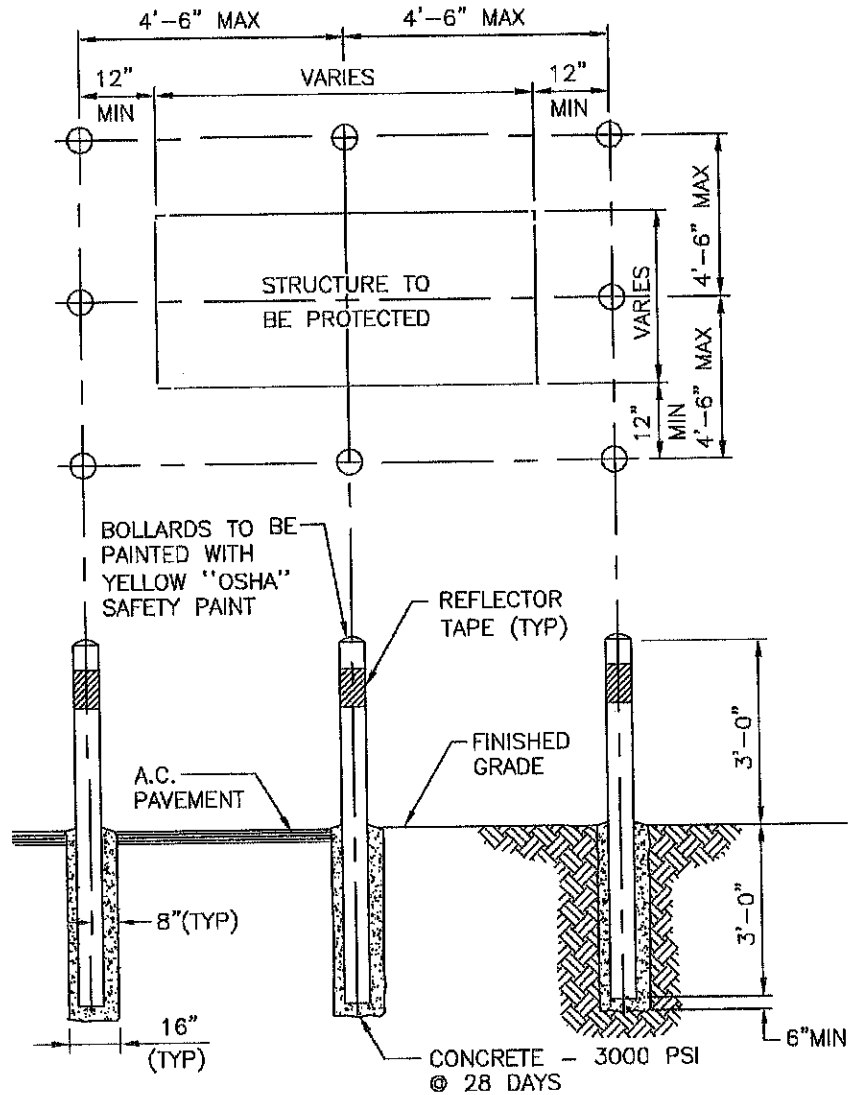 4'-6" MAX
4'-6" MAX
12"
MIN
VARIES
12"
MIN
4'-6" MAX
STRUCTURE TO
BE PROTECTED
VARIES
12"
MIN
4'-6" MAX
BOLLARDS TO BE
PAINTED WITH
YELLOW "OSHA"
SAFETY PAINT
REFLECTOR
TAPE (TYP)
3'-0"
FINISHED
GRADE
A.C.
PAVEMENT
3'-0"
8"(TYP)
16"
(TYP)
6"MIN
CONCRETE – 3000 PSI
@ 28 DAYS